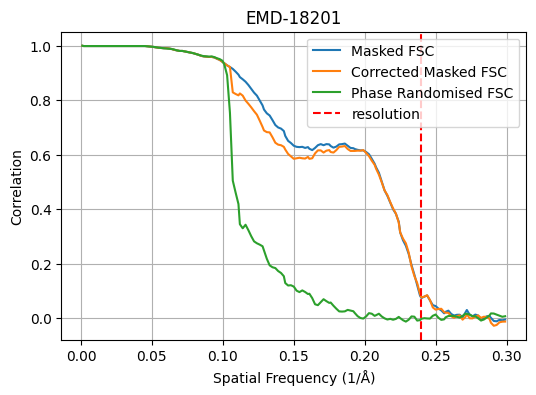 EMD-18201
Masked FSC
Corrected Masked FSC
Phase Randomised FSC
resolution
Correlation
1.0
0.8
0.6
0.4
0.2
0.0
0.00 0.05 0.10 0.15 0.20 0.25 0.30
Spatial Frequency (1/Å)